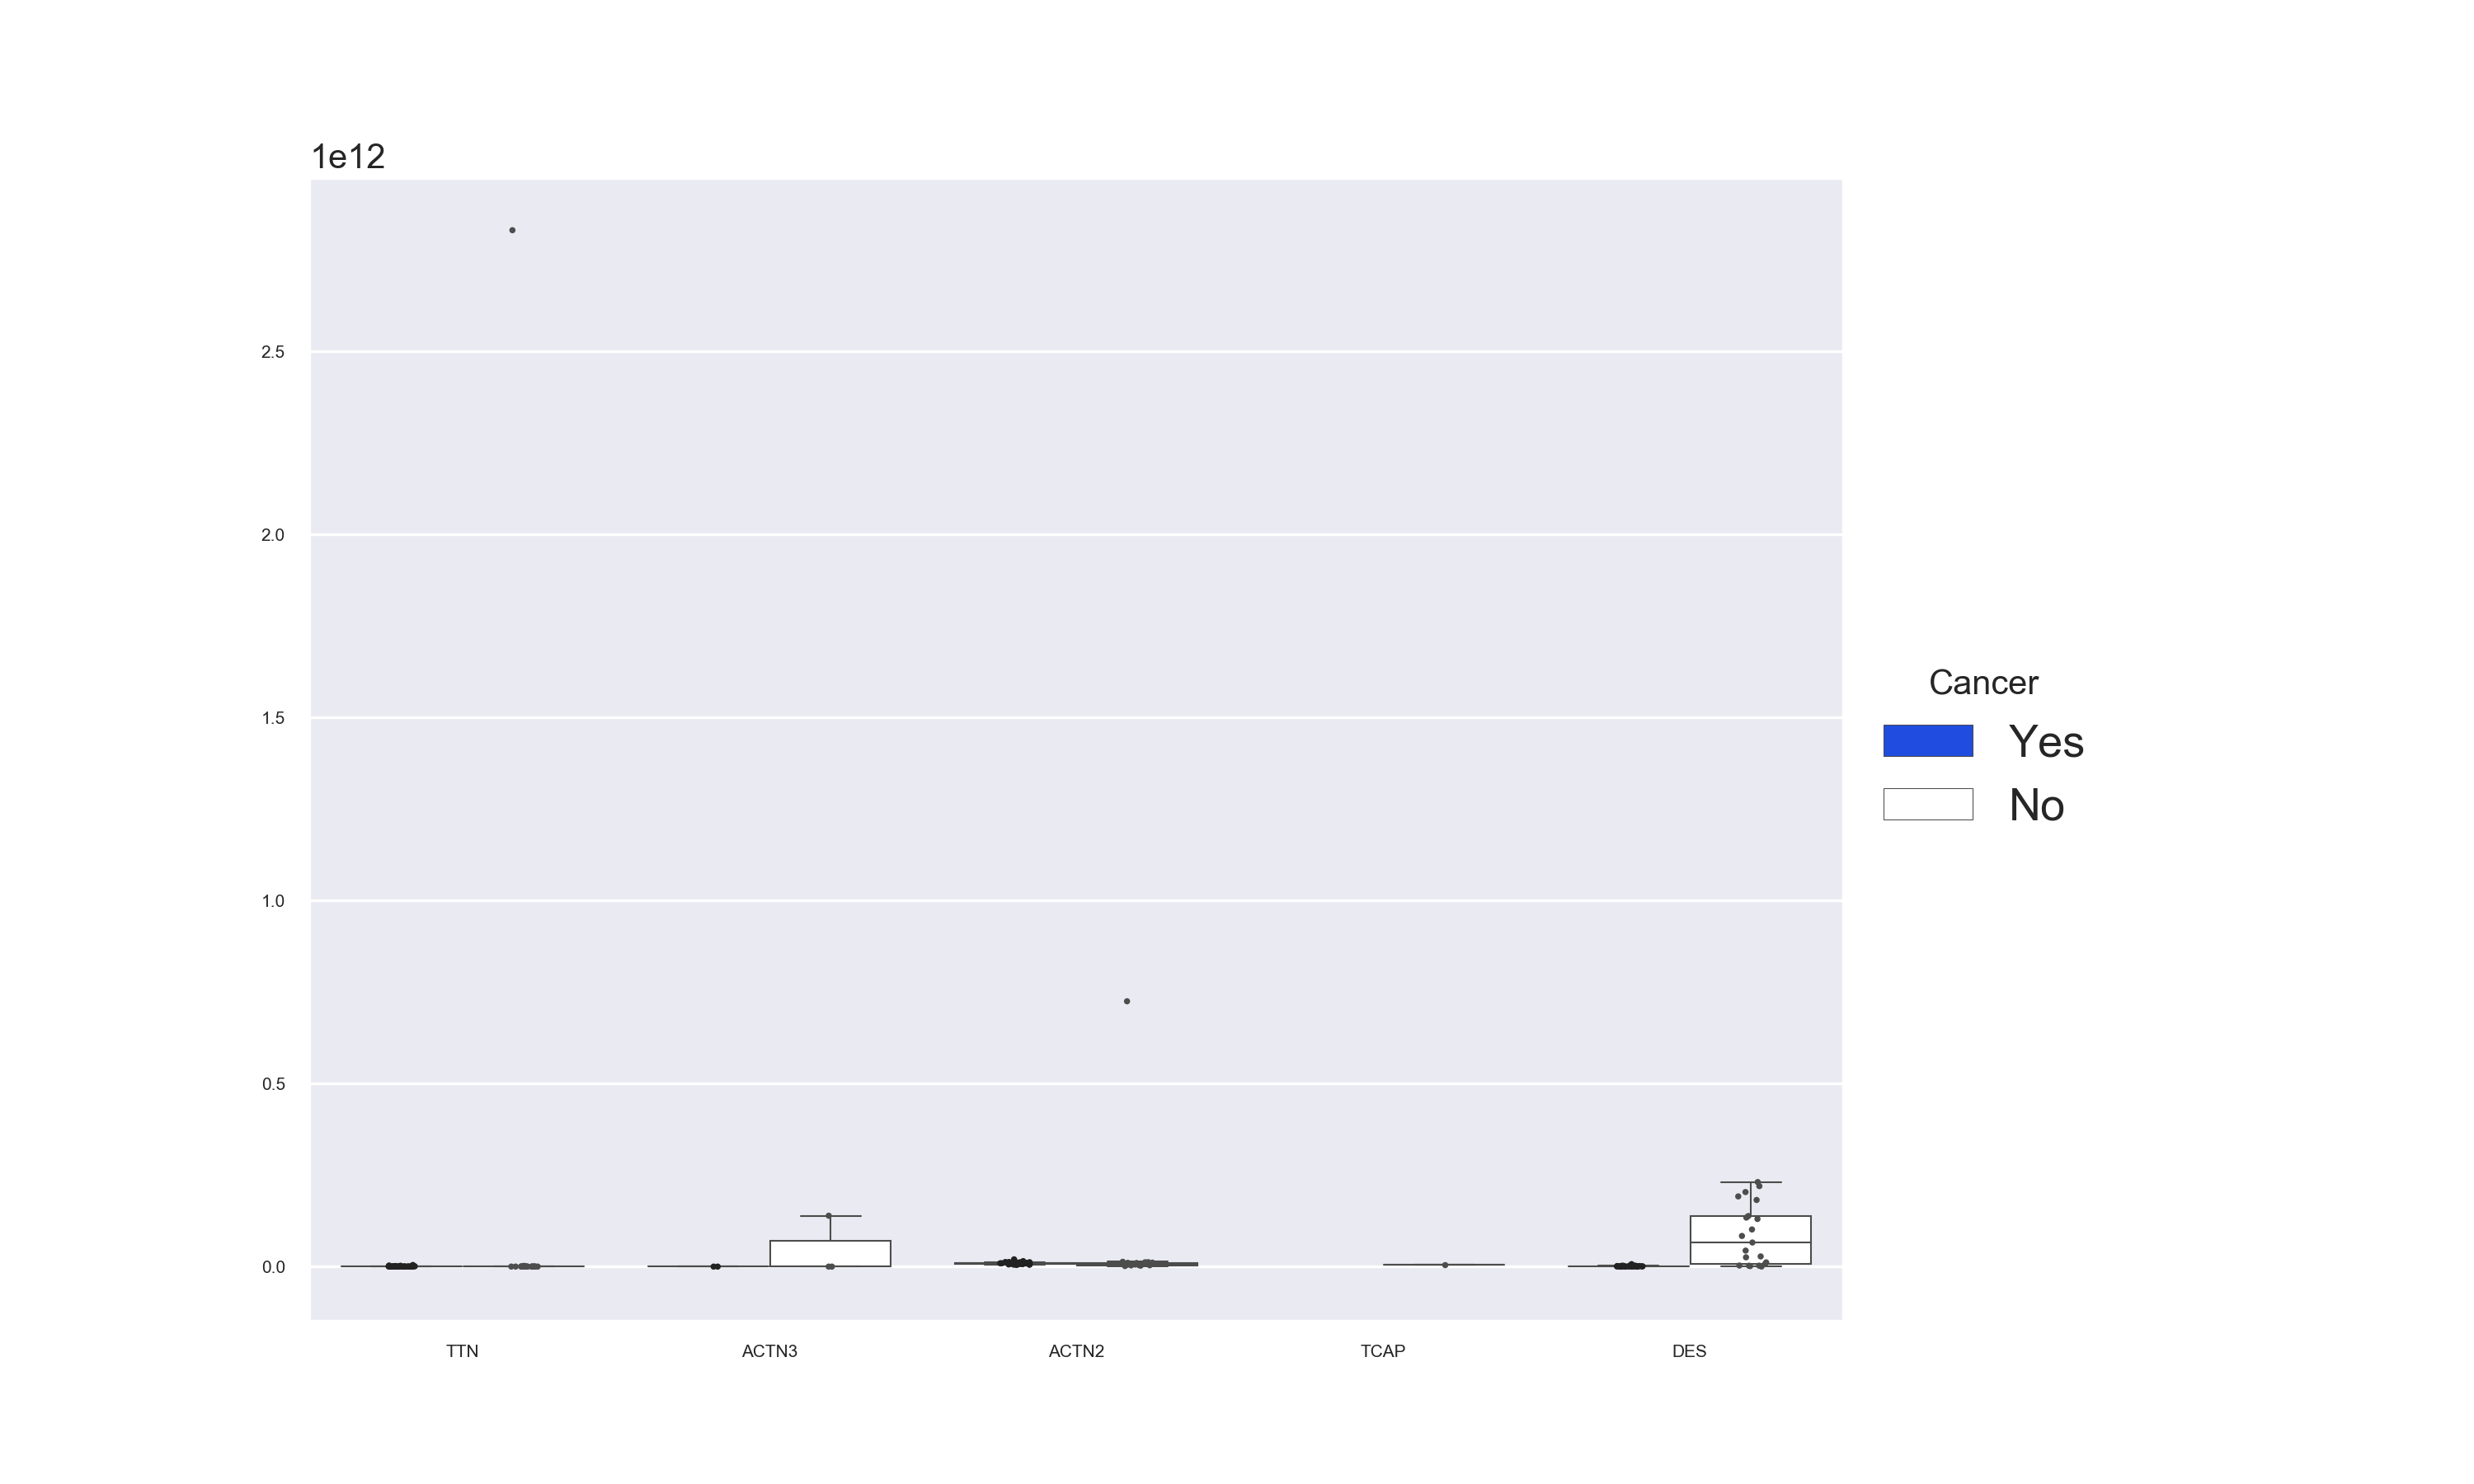 1e12
2.5
2.0
1.5
1.0
0.5
0.0
TTN ACTN3 ACTN2 TCAP DES
Cancer
Yes
No